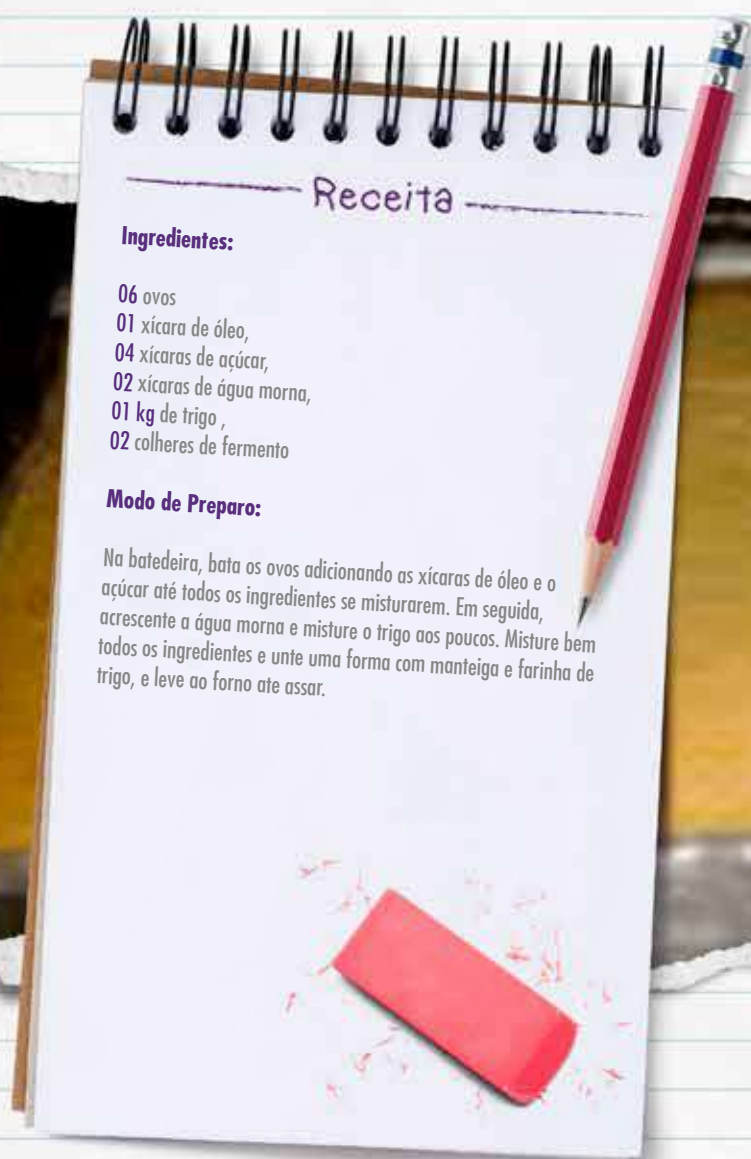 Receita
Ingredientes:
06 ovos
01 xícara de óleo,
04 xícaras de açúcar,
02 xícaras de água morna,
01 kg de trigo ,
02 colheres de fermento
Modo de Preparo:
Na batedeira, bata os ovos adicionando as xícaras de óleo e o
açúcar até todos os ingredientes se misturarem. Em seguida,
acrescente a água morna e misture o trigo aos poucos. Misture bem
todos os ingredientes e unte uma forma com manteiga e farinha de
trigo, e leve ao forno ate assar.